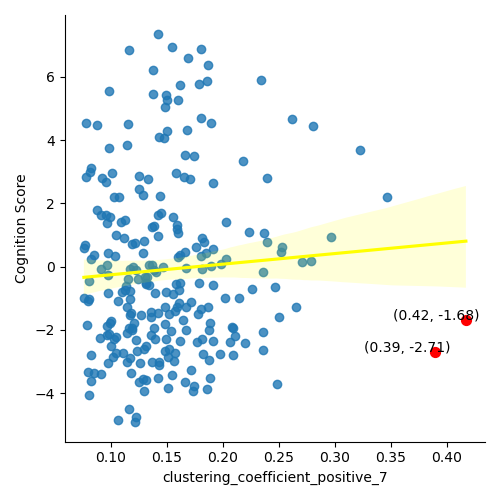 6
4
2
0
−2
−4
Cognition Score
(0.42, -1.68)
(0.39, -2.71)
0.10 0.15 0.20 0.25 0.30 0.35 0.40
clustering_coefficient_positive_7